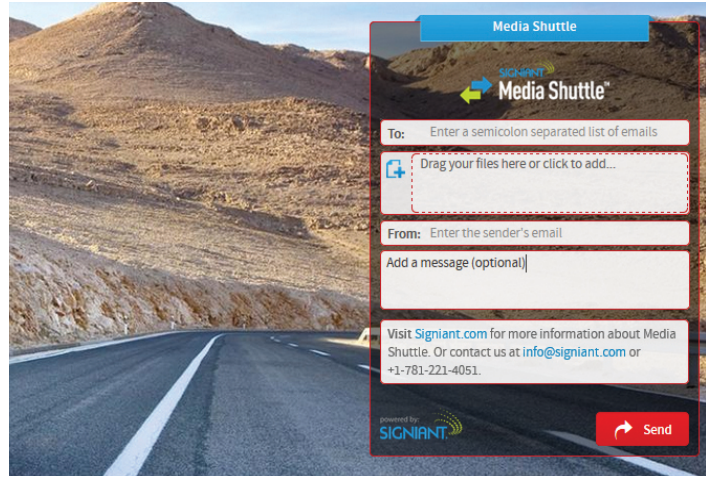 Media Shuttle
SIGNIANT
Media Shuttle™
To: Enter a semicolon separated list of emails
Drag your files here or click to add...
From: Enter the sender's email
Add a message (optional)
Visit Signiant.com for more information about Media
Shuttle. Or contact us at info@signiant.com or
+1-781-221-4051.
powered by:
SIGNIANT
Send